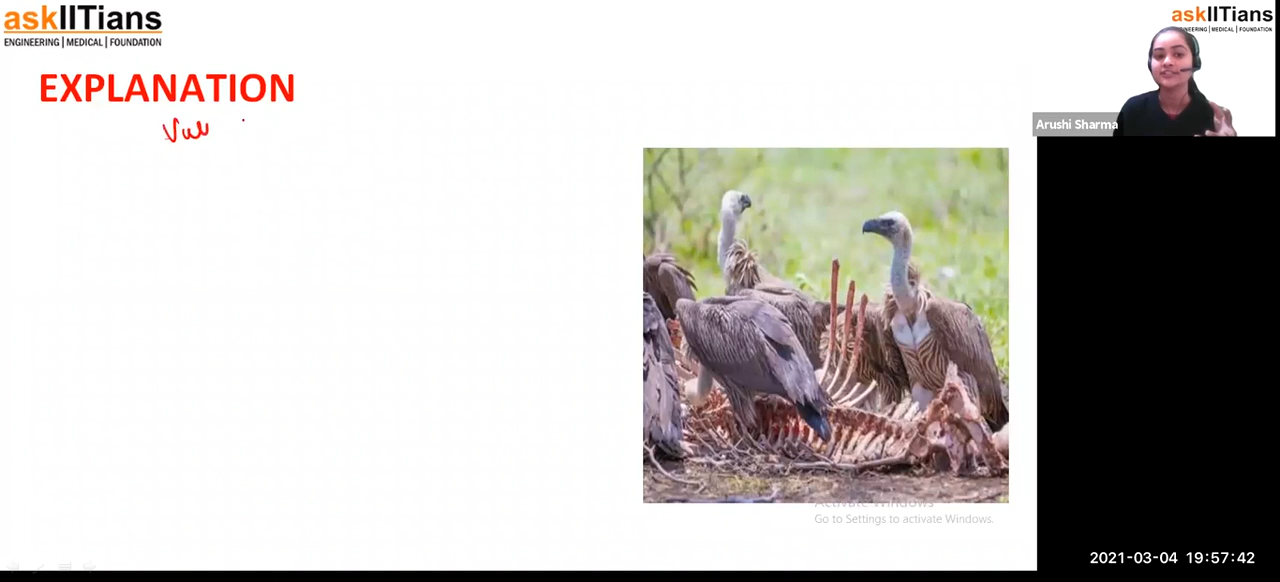 askIITians
ENGINEERING | MEDICAL | FOUNDATION
askIITians
ENGINEERING | MEDICAL | FOUNDATION
Arushi Sharma
EXPLANATION
Vul
Activate Windows
Go to Settings to activate Windows.
2021-03-04 19:57:42